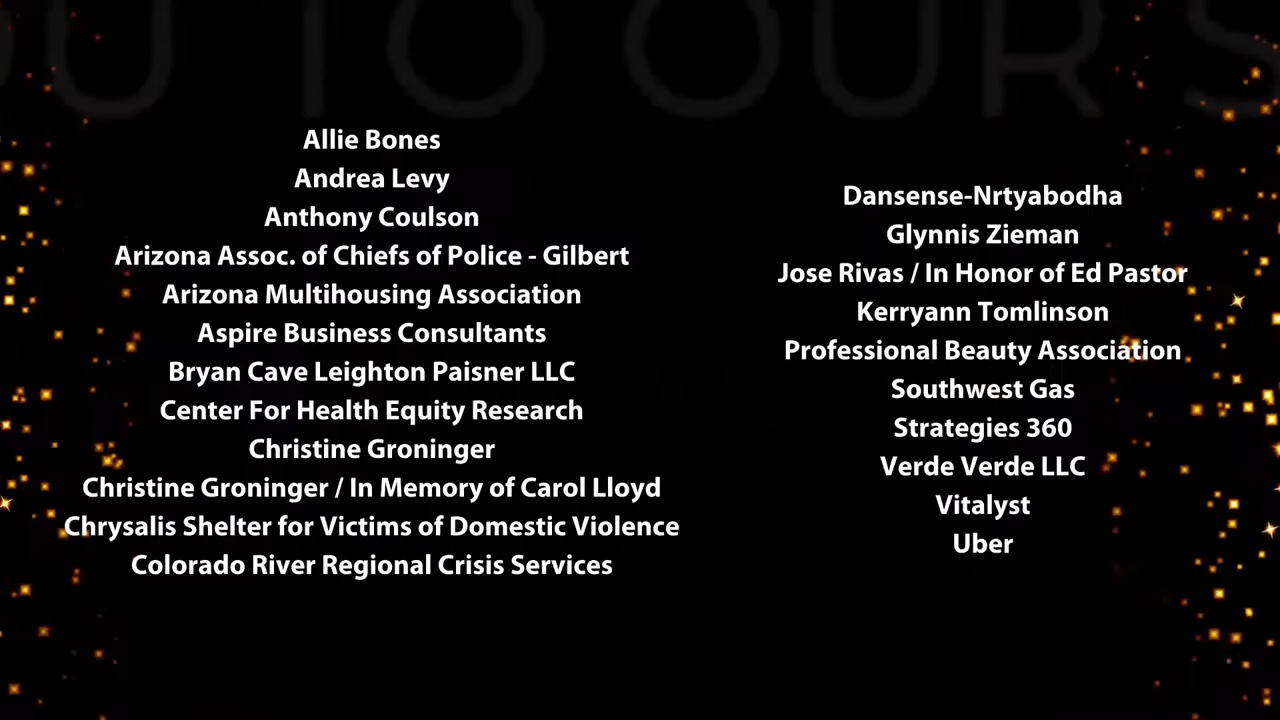 OU TO OUR S
Allie Bones
Andrea Levy
Anthony Coulson
Arizona Assoc. of Chiefs of Police - Gilbert
Arizona Multihousing Association
Aspire Business Consultants
Bryan Cave Leighton Paisner LLC
Center For Health Equity Research
Christine Groninger
Christine Groninger / In Memory of Carol Lloyd
Chrysalis Shelter for Victims of Domestic Violence
Colorado River Regional Crisis Services
Dansense-Nrtyabodha
Glynnis Zieman
Jose Rivas / In Honor of Ed Pastor
Kerryann Tomlinson
Professional Beauty Association
Southwest Gas
Strategies 360
Verde Verde LLC
Vitalyst
Uber